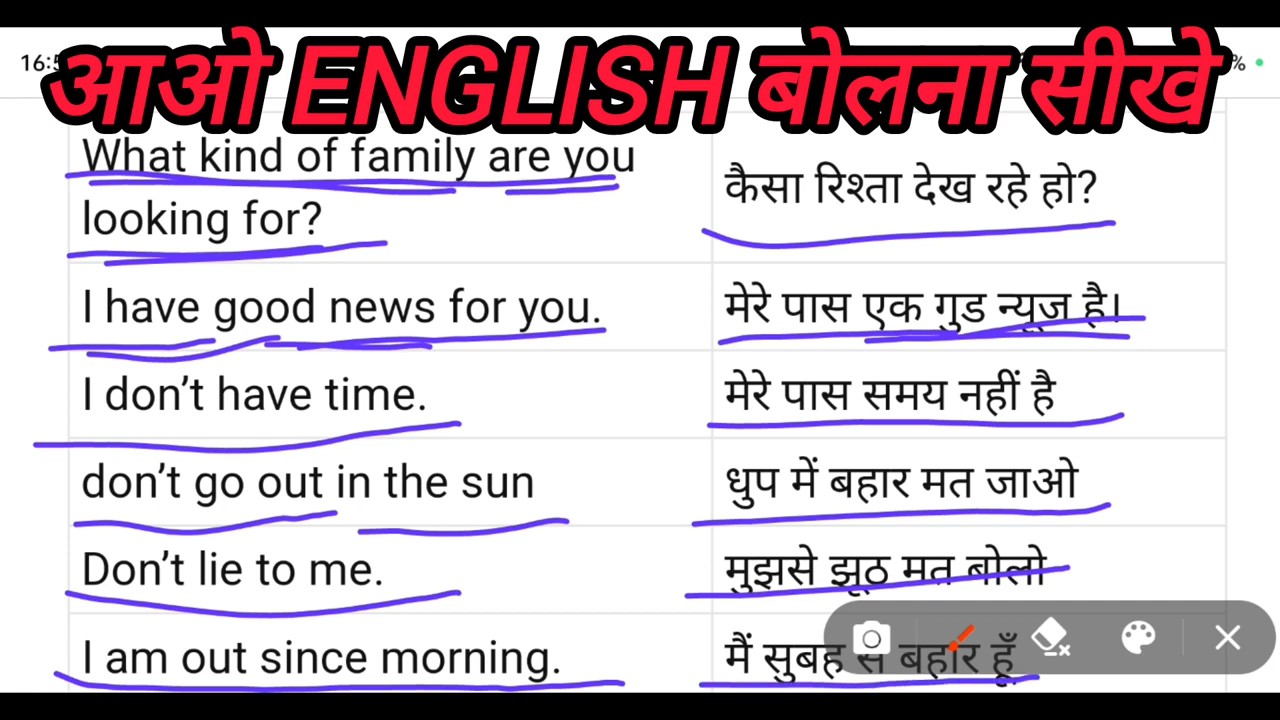 आओ ENGLISH बोलना सीखे
What kind of family are you
looking for?
कैसा रिश्ता देख रहे हो?
I have good news for you.
मेरे पास एक गुड न्यूज है।
I don’t have time.
मेरे पास समय नहीं है
don’t go out in the sun
धुप में बहार मत जाओ
Don’t lie to me.
मुझसे झूठ मत बोलो
I am out since morning.
मैं सुबह से बहार हूँ